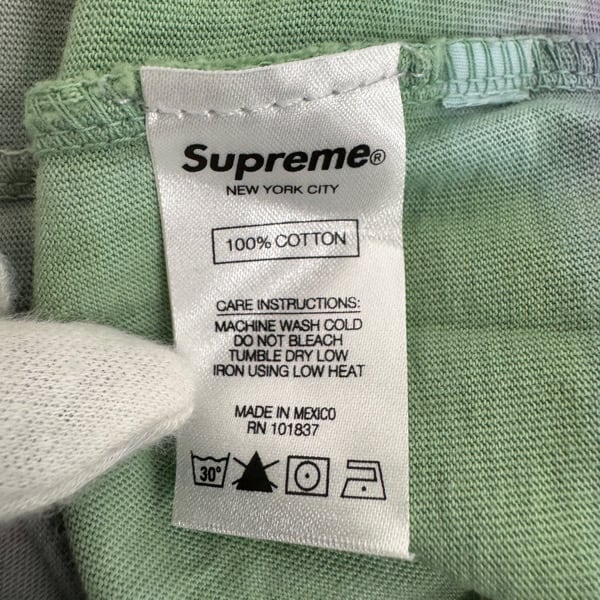 Supreme®
NEW YORK CITY
100% COTTON
CARE INSTRUCTIONS:
MACHINE WASH COLD
DO NOT BLEACH
TUMBLE DRY LOW
IRON USING LOW HEAT
MADE IN MEXICO
RN 101837
30°